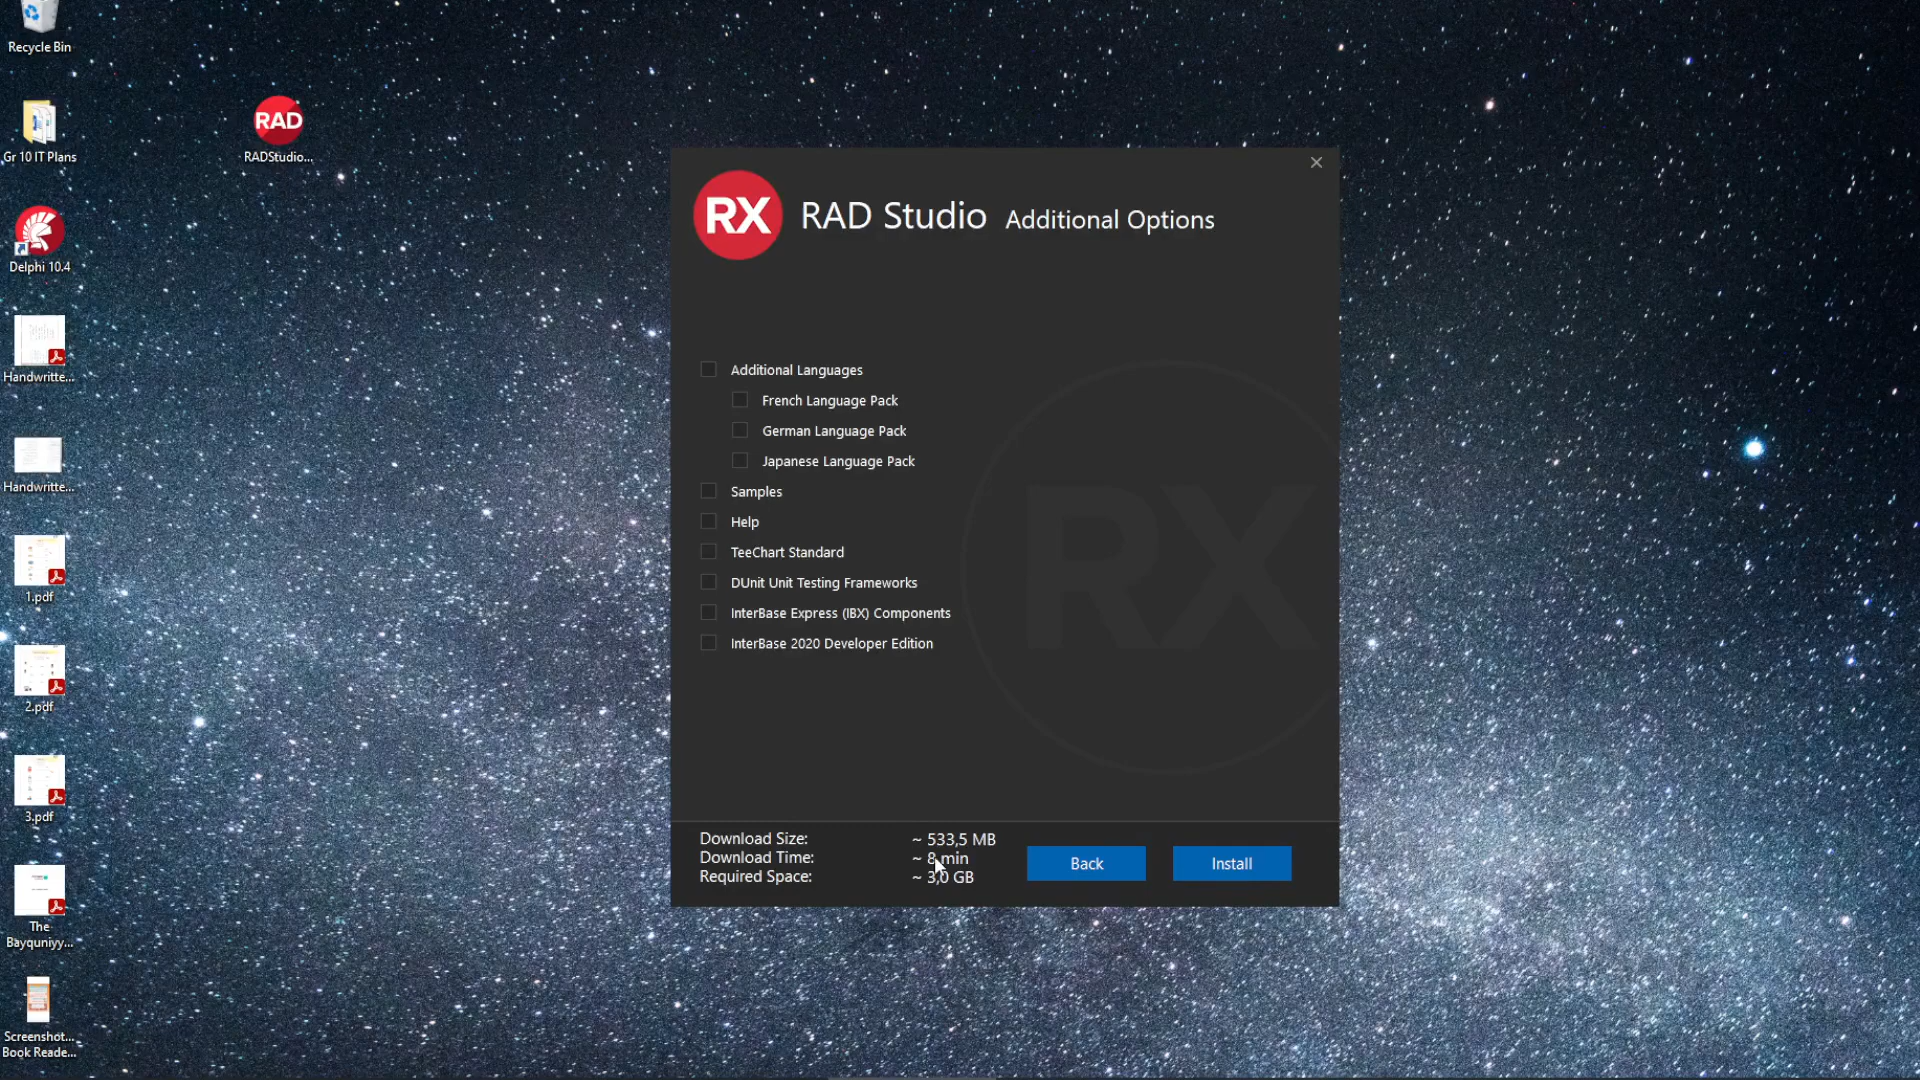 Recycle Bin
Gr 10 IT Plans
RAD
RADStudio...
Delphi 10.4
Handwritte...
Handwritte...
1.pdf
2.pdf
3.pdf
The
Bayquniyy...
Screenshot...
Book Reade...
RX
RAD Studio Additional Options
Additional Languages
French Language Pack
German Language Pack
Japanese Language Pack
Samples
Help
TeeChart Standard
DUnit Unit Testing Frameworks
InterBase Express (IBX) Components
InterBase 2020 Developer Edition
RX
Download Size: ~ 533,5 MB
Download Time: ~ 8 min
Required Space: ~ 3,0 GB
Back
Install